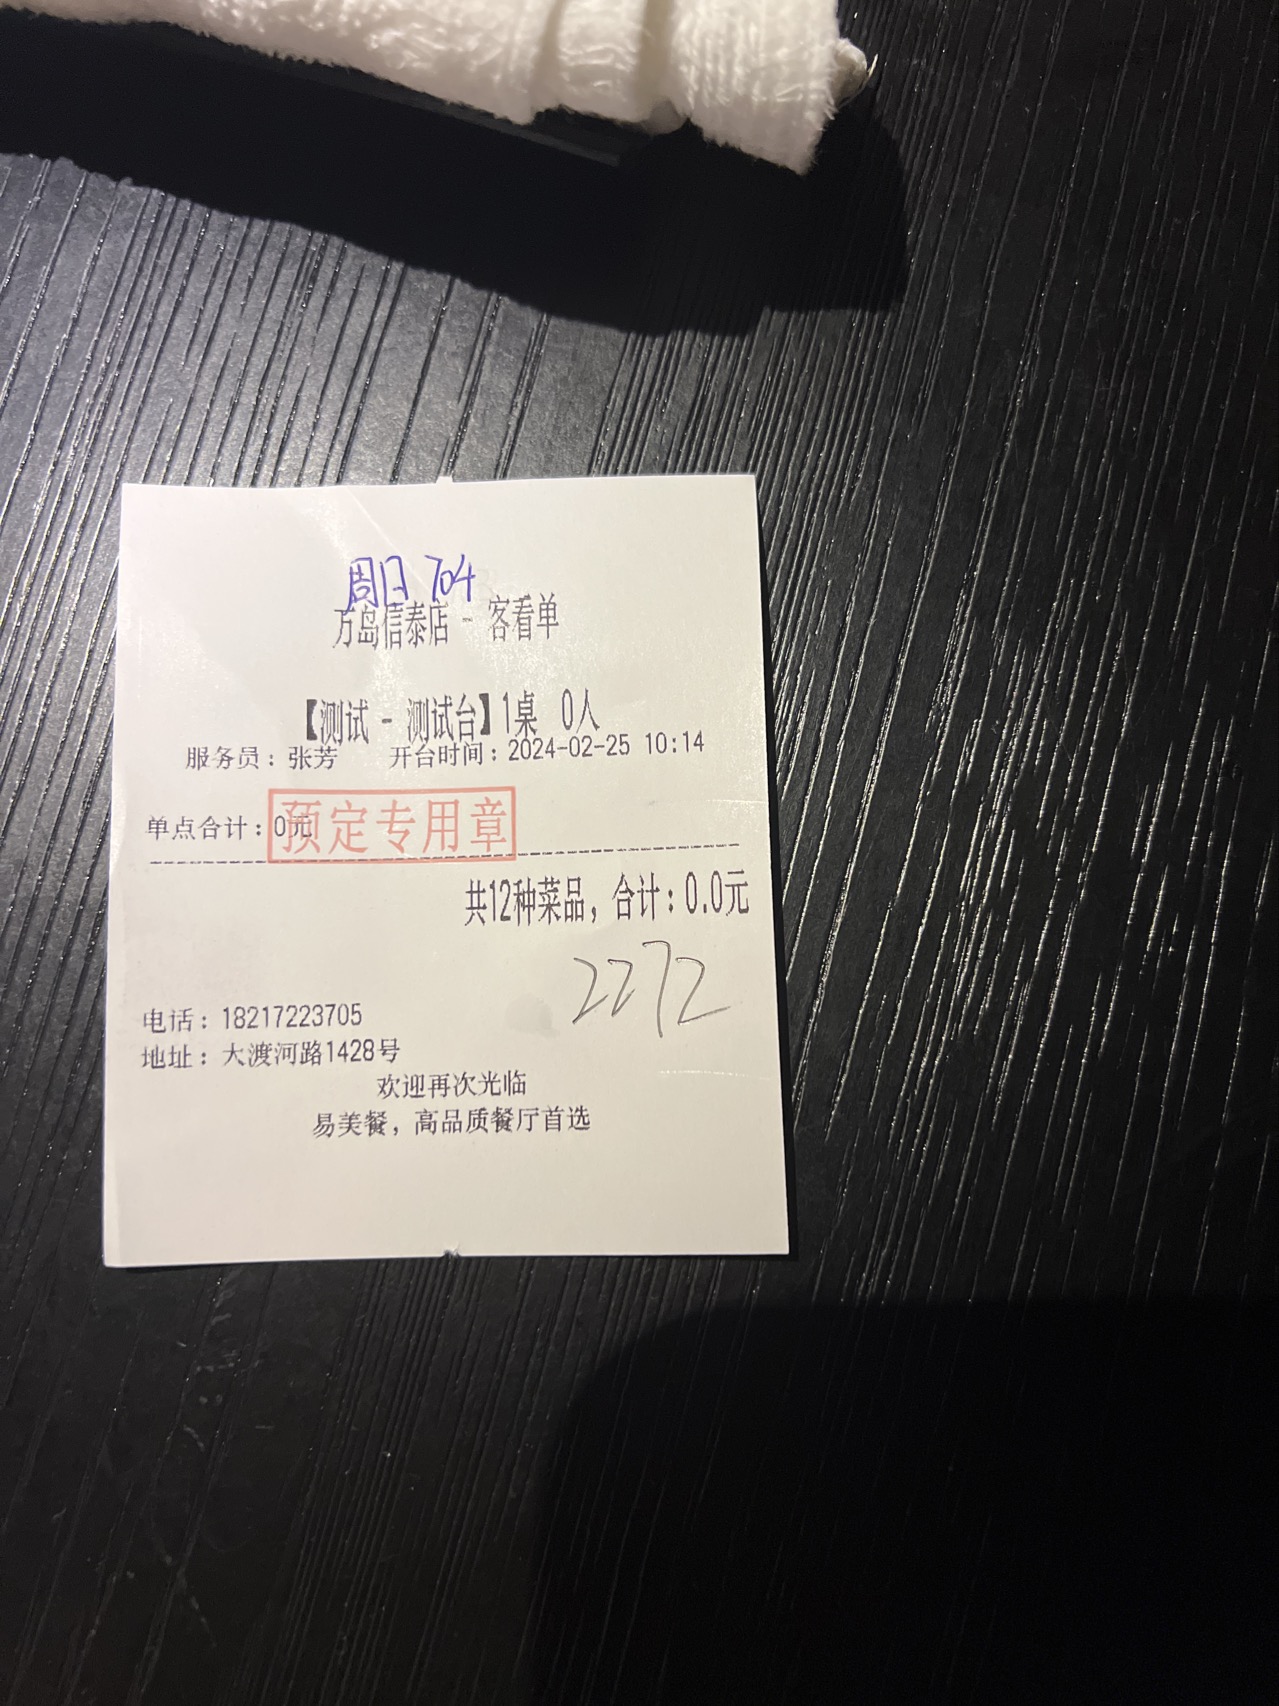 周日 704
万岛信泰店 - 客看单
【测试 - 测试台】1桌 0人
服务员：张芳 开台时间：2024-02-25 10:14
单点合计：0元
预定专用章
共12种菜品，合计：0.0元
2272
电话：18217223705
地址：大渡河路1428号
欢迎再次光临
易美餐，高品质餐厅首选